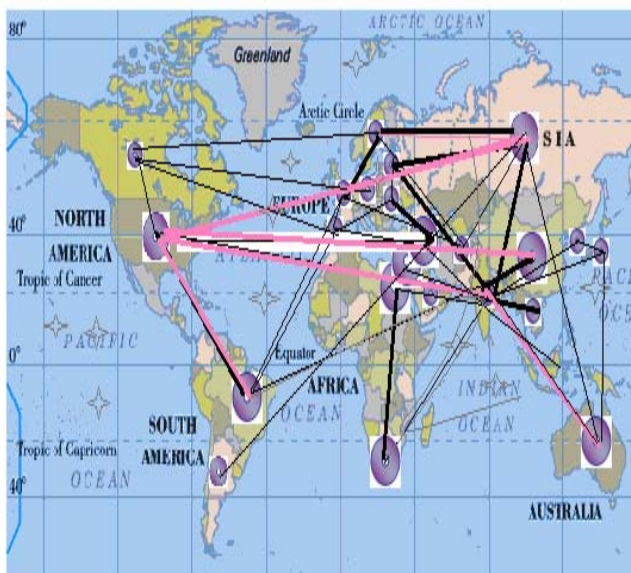 ARCTIC OCEAN
80°
Greenland
Arctic Circle
S I A
EUROPE
NORTH
AMERICA
40°
Tropic of Cancer
PACIFIC
0°
Equator
AFRICA
INDIAN
OCEAN
OCEAN
SOUTH
AMERICA
Tropic of Capricorn
OCEAN
40°
AUSTRALIA